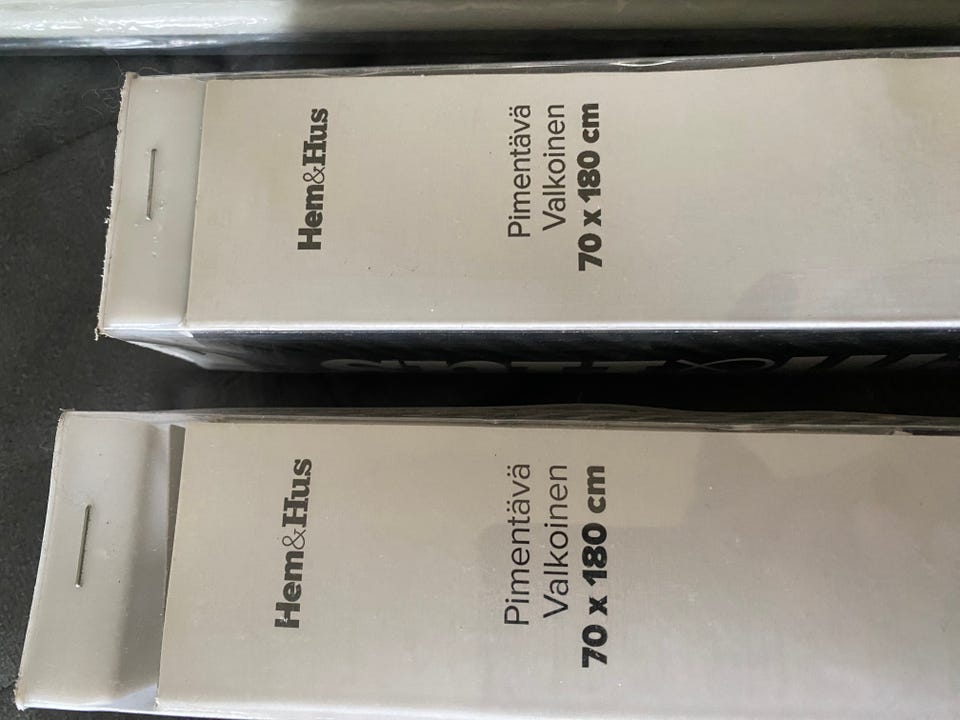 Hem&Hus
Pimentävä
Valkoinen
70 x 180 cm
Hem&Hus
Pimentävä
Valkoinen
70 x 180 cm